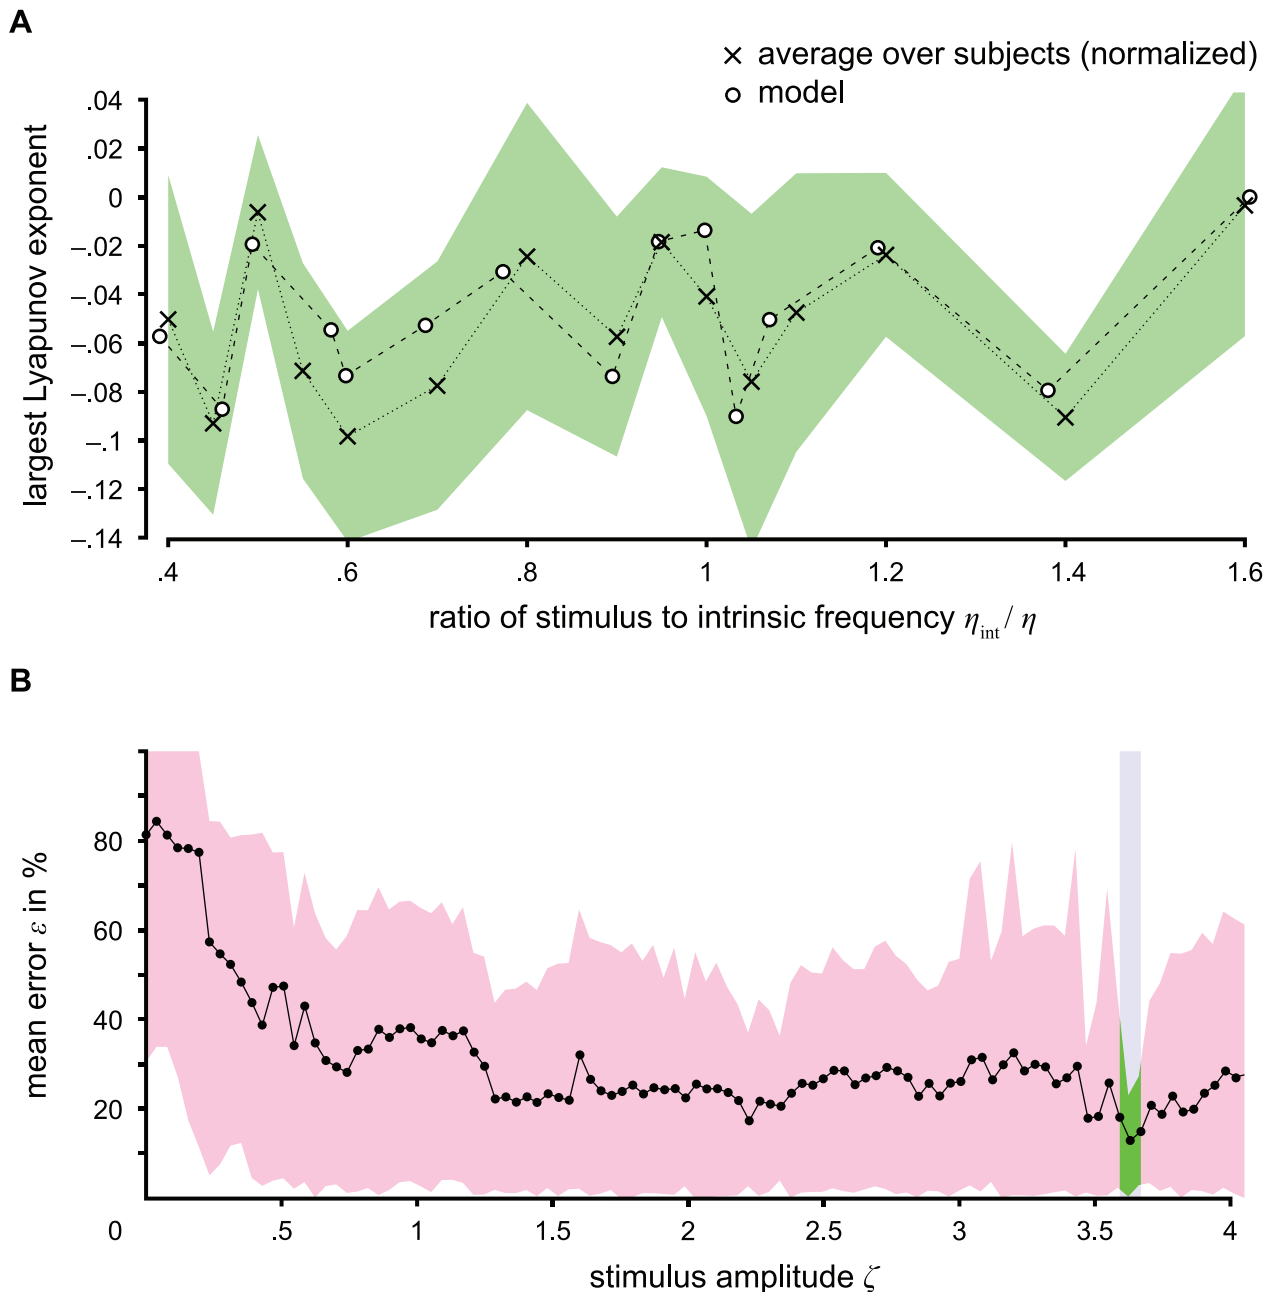 A
× average over subjects (normalized)
○ model
largest Lyapunov exponent
.04
.02
0
–.02
–.04
–.06
–.08
–.1
–.12
–.14
.4 .6 .8 1 1.2 1.4 1.6
ratio of stimulus to intrinsic frequency η_int / η
B
mean error ε in %
80
60
40
20
0 .5 1 1.5 2 2.5 3 3.5 4
stimulus amplitude ζ